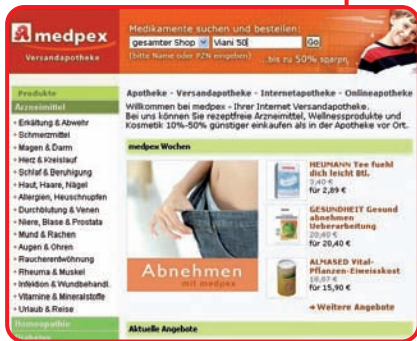 medpex
Versandapotheke
Medikamente suchen und bestellen:
gesamter Shop Viani 50 Go
(bitte Name oder PZN eingeben) ...bis zu 50% sparen
Produkte
Arzneimittel
Erkältung & Abwehr
Schmerzmittel
Magen & Darm
Herz & Kreislauf
Schlaf & Beruhigung
Haut, Haare, Nägel
Allergien, Heuschnupfen
Durchblutung & Venen
Niere, Blase & Prostata
Mund & Rachen
Augen & Ohren
Raucherentwöhnung
Rheuma & Muskel
Infektion & Wundbehandl.
Vitamine & Mineralstoffe
Urlaub & Reise
Homöopathie
Diabetes
Apotheke - Versandapotheke - Internetapotheke - Onlineapotheke
Willkommen bei medpex - Ihrer Internet Versandapotheke.
Bei uns können Sie rezeptfreie Arzneimittel, Wellnessprodukte und
Kosmetik 10%-50% günstiger einkaufen als in der Apotheke vor Ort.
medpex Wochen
Abnehmen
mit medpex
HEUMANN Tee fuehl
dich leicht Btl.
3,40 €
für 2,89 €
GESUNDHEIT Gesund
abnehmen
Ueberarbeitung
20,40 €
für 20,40 €
ALMASED Vital-
Pflanzen-Eiweisskost
für 15,90 €
Weitere Angebote
Aktuelle Angebote